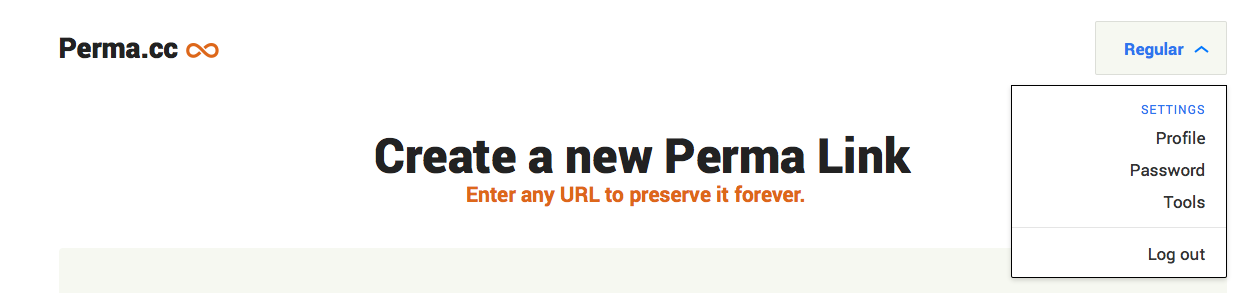 Perma.cc
Regular
SETTINGS
Profile
Password
Tools
Log out
Create a new Perma Link
Enter any URL to preserve it forever.